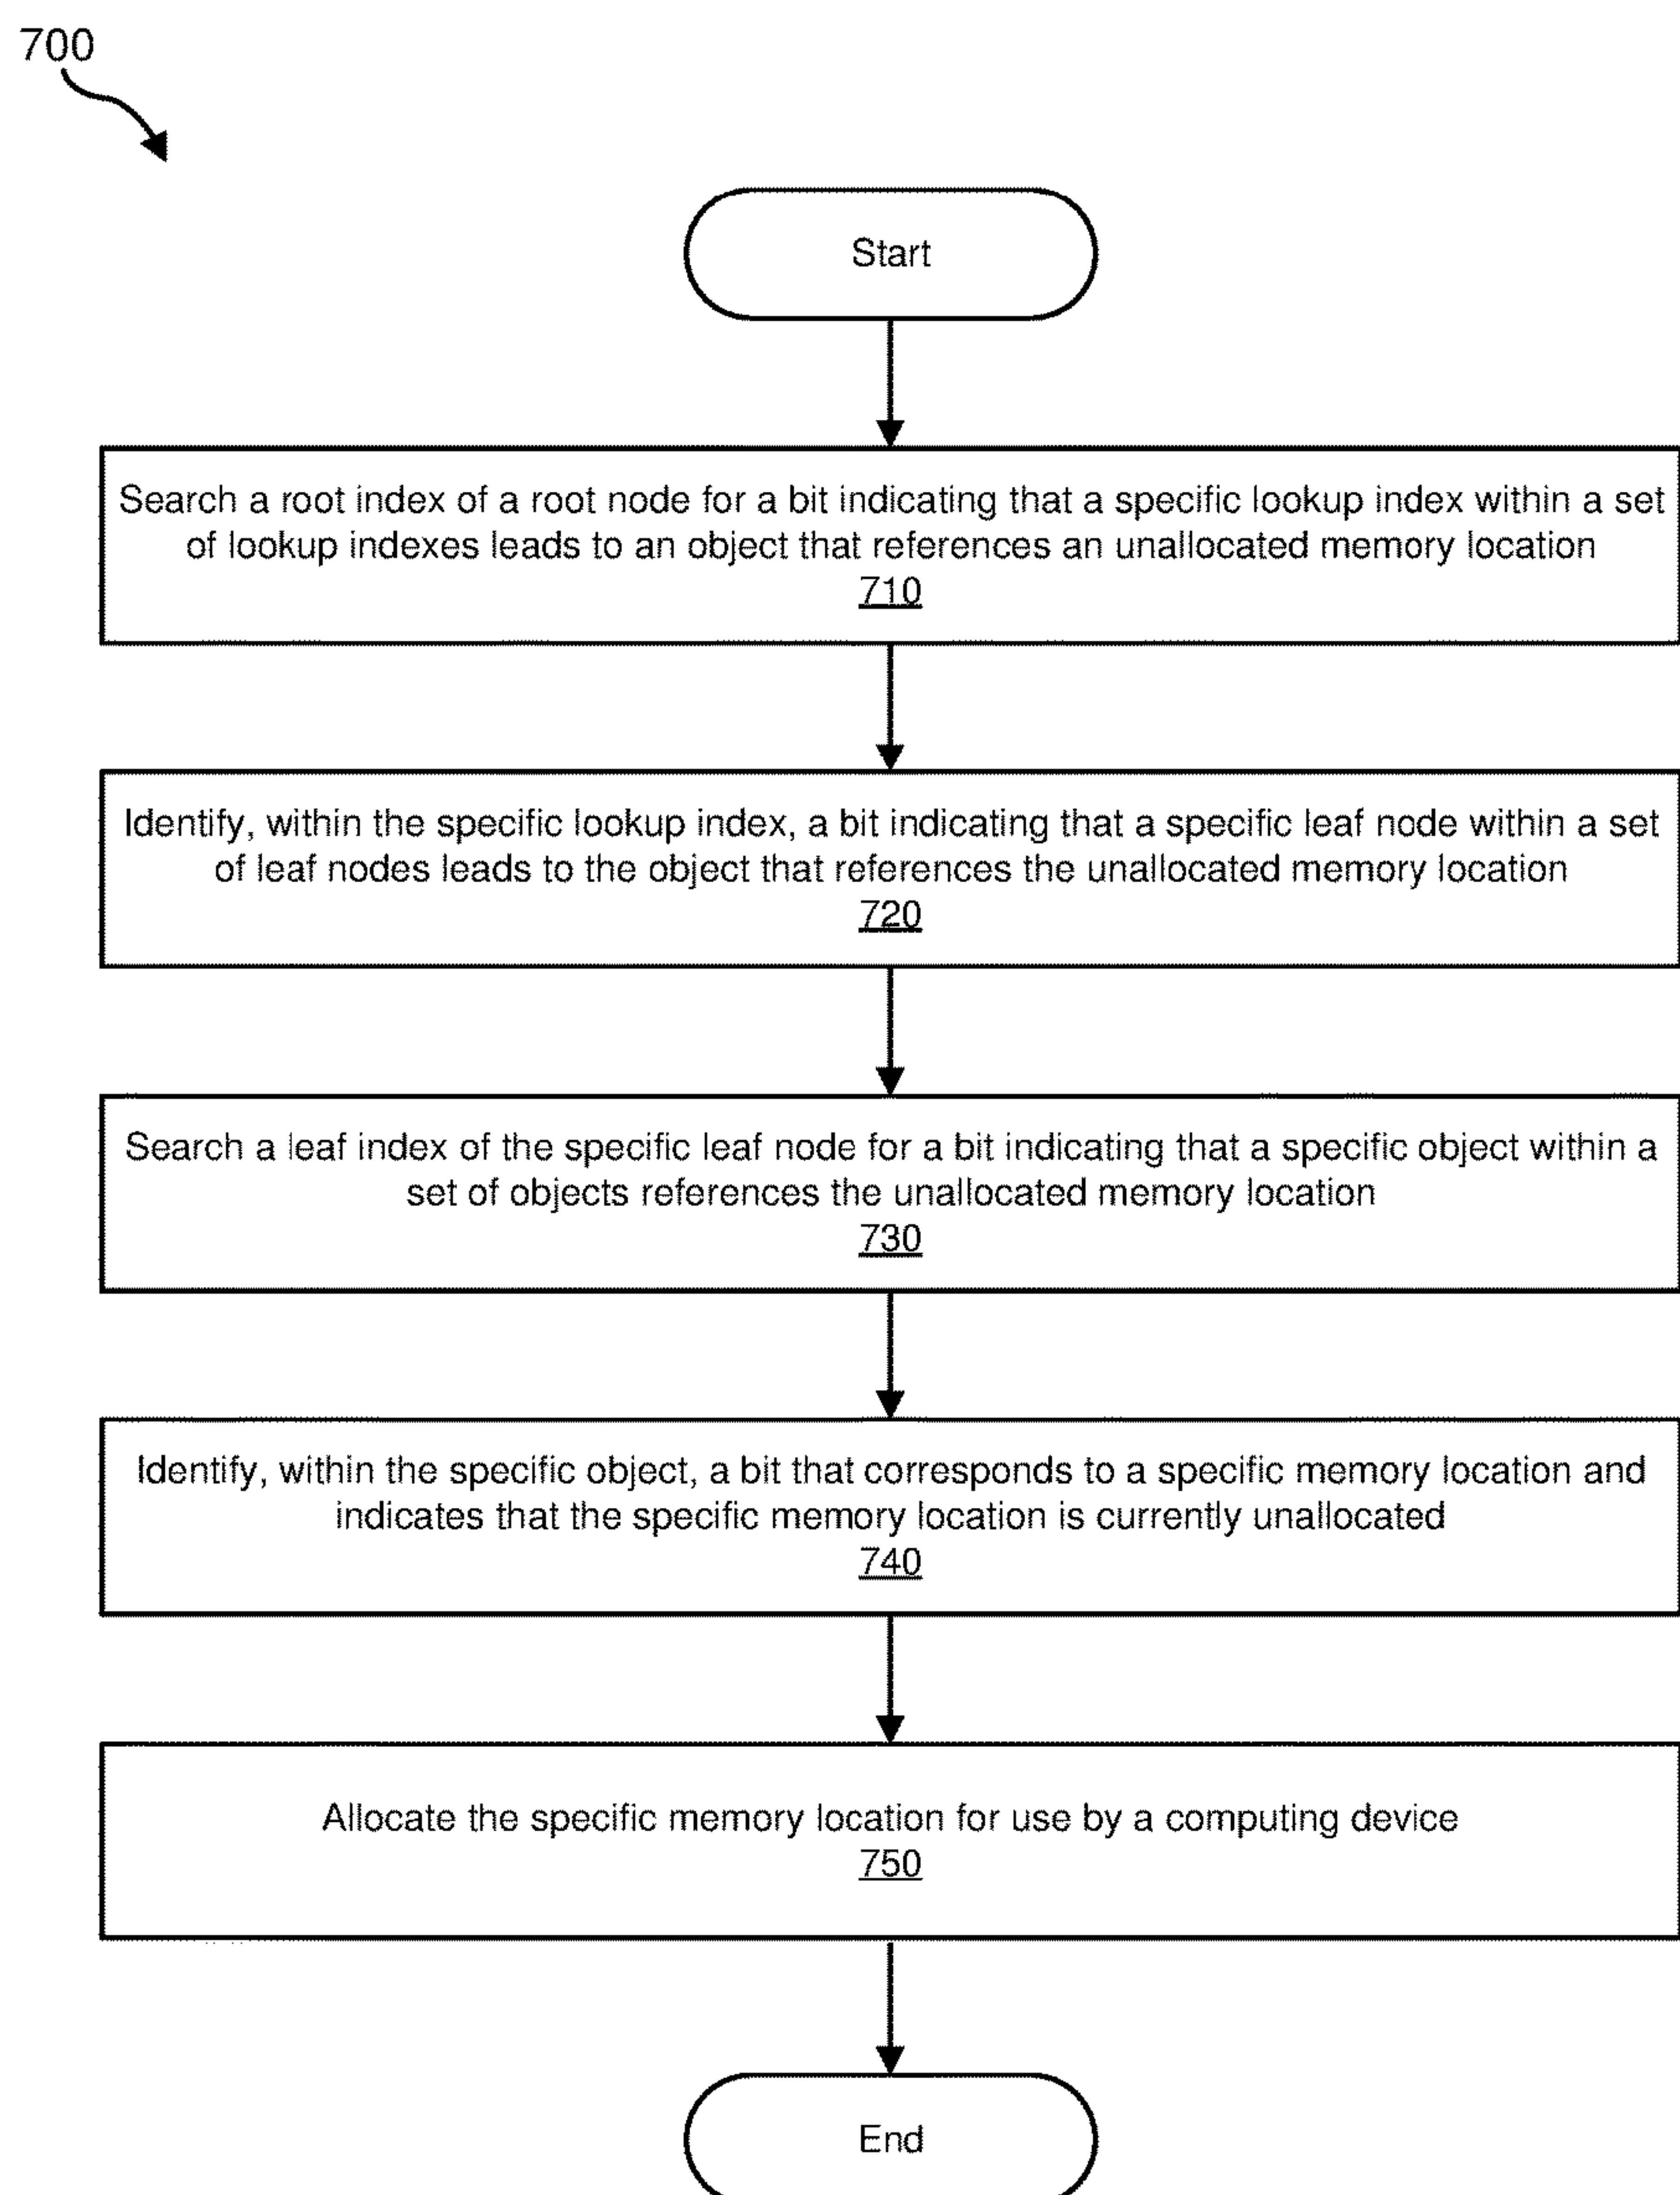 700
Start
Search a root index of a root node for a bit indicating that a specific lookup index within a set
of lookup indexes leads to an object that references an unallocated memory location
710
Identify, within the specific lookup index, a bit indicating that a specific leaf node within a set
of leaf nodes leads to the object that references the unallocated memory location
720
Search a leaf index of the specific leaf node for a bit indicating that a specific object within a
set of objects references the unallocated memory location
730
Identify, within the specific object, a bit that corresponds to a specific memory location and
indicates that the specific memory location is currently unallocated
740
Allocate the specific memory location for use by a computing device
750
End